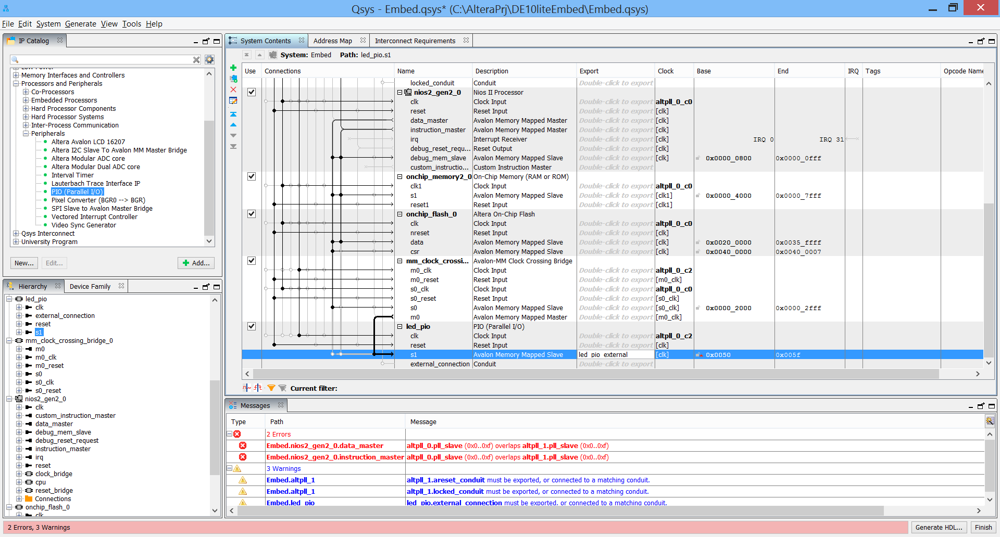 Qsys - Embed.qsys* (C:\AlteraPrj\DE10liteEmbed\Embed.qsys)
File Edit System Generate View Tools Help
IP Catalog
Memory Interfaces and Controllers
Processors and Peripherals
Co-Processors
Embedded Processors
Hard Processor Components
Hard Processor Systems
Inter-Process Communication
Peripherals
Altera Avalon LCD 16207
Altera I2C Slave To Avalon MM Master Bridge
Altera Modular ADC core
Altera Modular Dual ADC core
Interval Timer
Lauterbach Trace Interface IP
PIO (Parallel I/O)
Pixel Converter (BGR0 --> BGR)
SPI Slave to Avalon Master Bridge
Vectored Interrupt Controller
Video Sync Generator
Qsys Interconnect
University Program
New... Edit... Add...
Hierarchy Device Family
led_pio
clk
external_connection
reset
s1
mm_clock_crossing_bridge_0
m0
m0_clk
m0_reset
s0
s0_clk
s0_reset
nios2_gen2_0
clk
custom_instruction_master
data_master
debug_mem_slave
debug_reset_request
instruction_master
irq
reset
clock_bridge
cpu
reset_bridge
Connections
onchip_flash_0
clk
System Contents Address Map Interconnect Requirements
System: Embed Path: led_pio.s1
Use Connections Name Description Export Clock Base End IRQ Tags Opcode Name
locked_conduit Conduit Double-click to export
nios2_gen2_0 Nios II Processor
clk Clock Input Double-click to export altpll_0_c0
reset Reset Input Double-click to export [clk]
data_master Avalon Memory Mapped Master Double-click to export [clk]
instruction_master Avalon Memory Mapped Master Double-click to export [clk]
irq Interrupt Receiver Double-click to export [clk] IRQ 0 IRQ 31
debug_reset_requ... Reset Output Double-click to export [clk]
debug_mem_slave Avalon Memory Mapped Slave Double-click to export [clk] 0x0000_0800 0x0000_0fff
custom_instructio... Custom Instruction Master Double-click to export
onchip_memory2_0 On-Chip Memory (RAM or ROM)
clk1 Clock Input Double-click to export altpll_0_c0
s1 Avalon Memory Mapped Slave Double-click to export [clk1] 0x0000_4000 0x0000_7fff
reset1 Reset Input Double-click to export [clk1]
onchip_flash_0 Altera On-Chip Flash
clk Clock Input Double-click to export altpll_0_c0
nreset Reset Input Double-click to export [clk]
data Avalon Memory Mapped Slave Double-click to export [clk] 0x0020_0000 0x0035_ffff
csr Avalon Memory Mapped Slave Double-click to export [clk] 0x0040_0000 0x0040_0007
mm_clock_crossi... Avalon-MM Clock Crossing Bridge
m0_clk Clock Input Double-click to export altpll_0_c2
m0_reset Reset Input Double-click to export [m0_clk]
s0_clk Clock Input Double-click to export altpll_0_c0
s0_reset Reset Input Double-click to export [s0_clk]
s0 Avalon Memory Mapped Slave Double-click to export [s0_clk] 0x0000_2000 0x0000_2fff
m0 Avalon Memory Mapped Master Double-click to export [m0_clk]
led_pio PIO (Parallel I/O)
clk Clock Input Double-click to export altpll_0_c2
reset Reset Input Double-click to export [clk]
s1 Avalon Memory Mapped Slave led_pio_external [clk] 0x0050 0x005f
external_connection Conduit Double-click to export
Current filter:
Messages
Type Path Message
2 Errors
Embed.nios2_gen2_0.data_master altpll_0.pll_slave (0x0..0xf) overlaps altpll_1.pll_slave (0x0..0xf)
Embed.nios2_gen2_0.instruction_master altpll_0.pll_slave (0x0..0xf) overlaps altpll_1.pll_slave (0x0..0xf)
3 Warnings
Embed.altpll_1 altpll_1.areset_conduit must be exported, or connected to a matching conduit.
Embed.altpll_1 altpll_1.locked_conduit must be exported, or connected to a matching conduit.
Embed.led_pio led_pio.external_connection must be exported, or connected to a matching conduit.
2 Errors, 3 Warnings Generate HDL... Finish